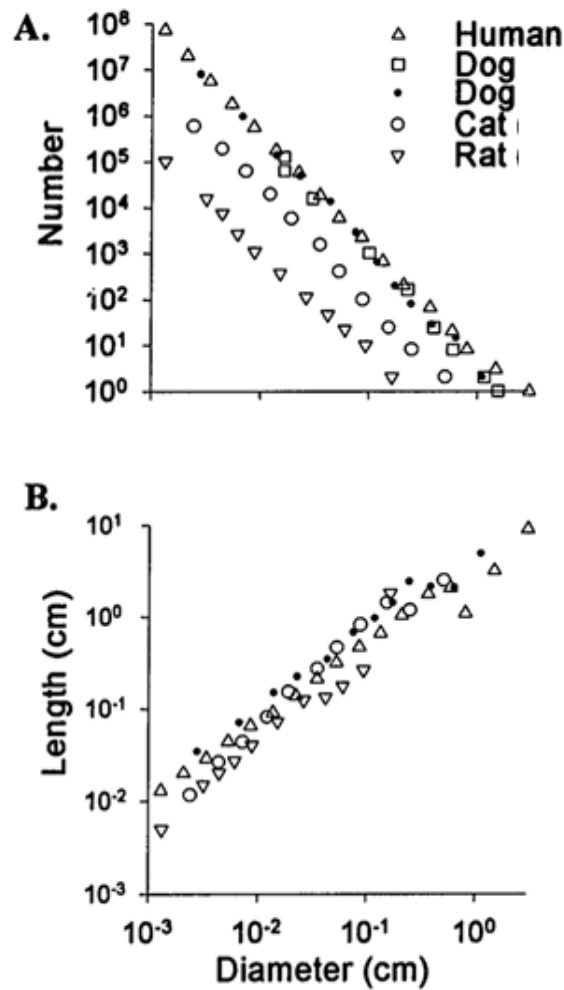 A.
10⁸
10⁷
10⁶
10⁵
10⁴
10³
10²
10¹
10⁰
Number
Human
Dog
Dog
Cat (
Rat (
B.
10¹
10⁰
10⁻¹
10⁻²
10⁻³
Length (cm)
10⁻³ 10⁻² 10⁻¹ 10⁰
Diameter (cm)